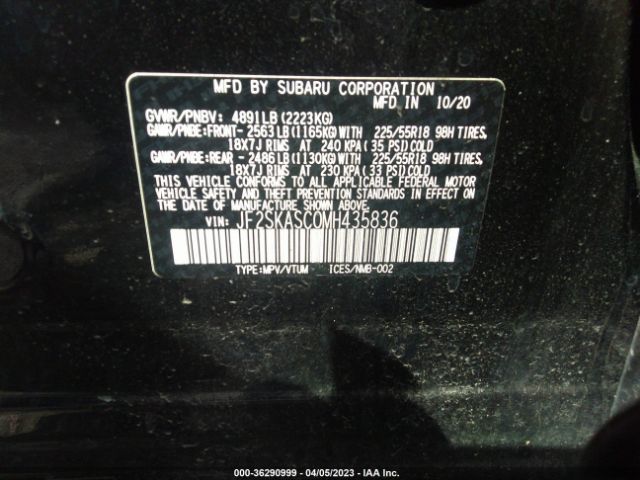 MFD BY SUBARU CORPORATION
MFD IN 10/20
GVWR/PNBV: 4891LB (2223KG)
GAWR/PNBE:FRONT- 2563LB(1165KG)WITH 225/55R18 98H TIRES,
18X7J RIMS AT 240 KPA(35 PSI)COLD
GAWR/PNBE:REAR - 2486LB(1130KG)WITH 225/55R18 98H TIRES,
18X7J RIMS AT 230 KPA(33 PSI)COLD
THIS VEHICLE CONFORMS TO ALL APPLICABLE FEDERAL MOTOR
VEHICLE SAFETY AND THEFT PREVENTION STANDARDS IN EFFECT ON
THE DATE OF MANUFACTURE SHOWN ABOVE.
VIN: JF2SKASC0MH435836
TYPE:MPV/VTUM ICES/NMB-002
000-36290999 - 04/05/2023 - IAA Inc.